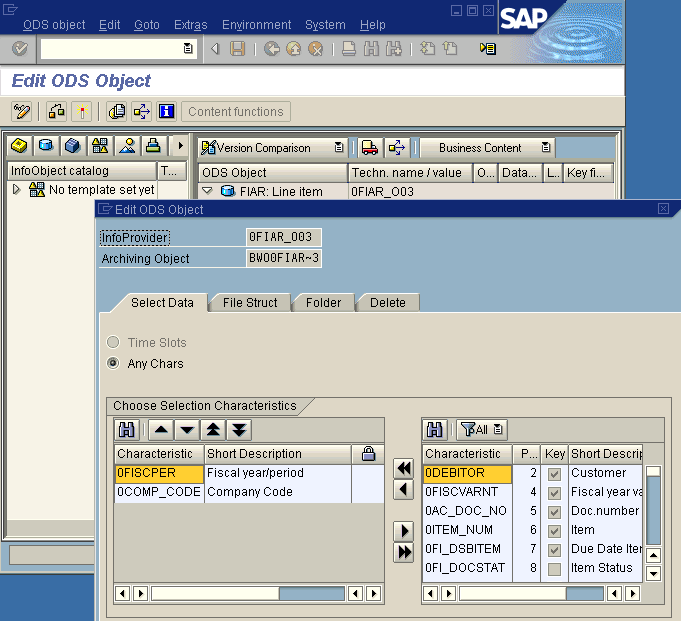 ODS object Edit Goto Extras Environment System Help
SAP
Edit ODS Object
Content functions
Version Comparison Business Content
InfoObject catalog T...
ODS Object Techn. name / value O... Data... L.. Key fi...
No template set yet
FIAR: Line item 0FIAR_O03
Edit ODS Object
InfoProvider 0FIAR_O03
Archiving Object BWO0FIAR~3
Select Data File Struct Folder Delete
Time Slots
Any Chars
Choose Selection Characteristics
All
Characteristic Short Description
0FISCPER Fiscal year/period
0COMP_CODE Company Code
Characteristic P... Key Short Descrip
0DEBITOR 2 Customer
0FISCVARNT 4 Fiscal year va
0AC_DOC_NO 5 Doc.number
0ITEM_NUM 6 Item
0FI_DSBITEM 7 Due Date Iter
0FI_DOCSTAT 8 Item Status